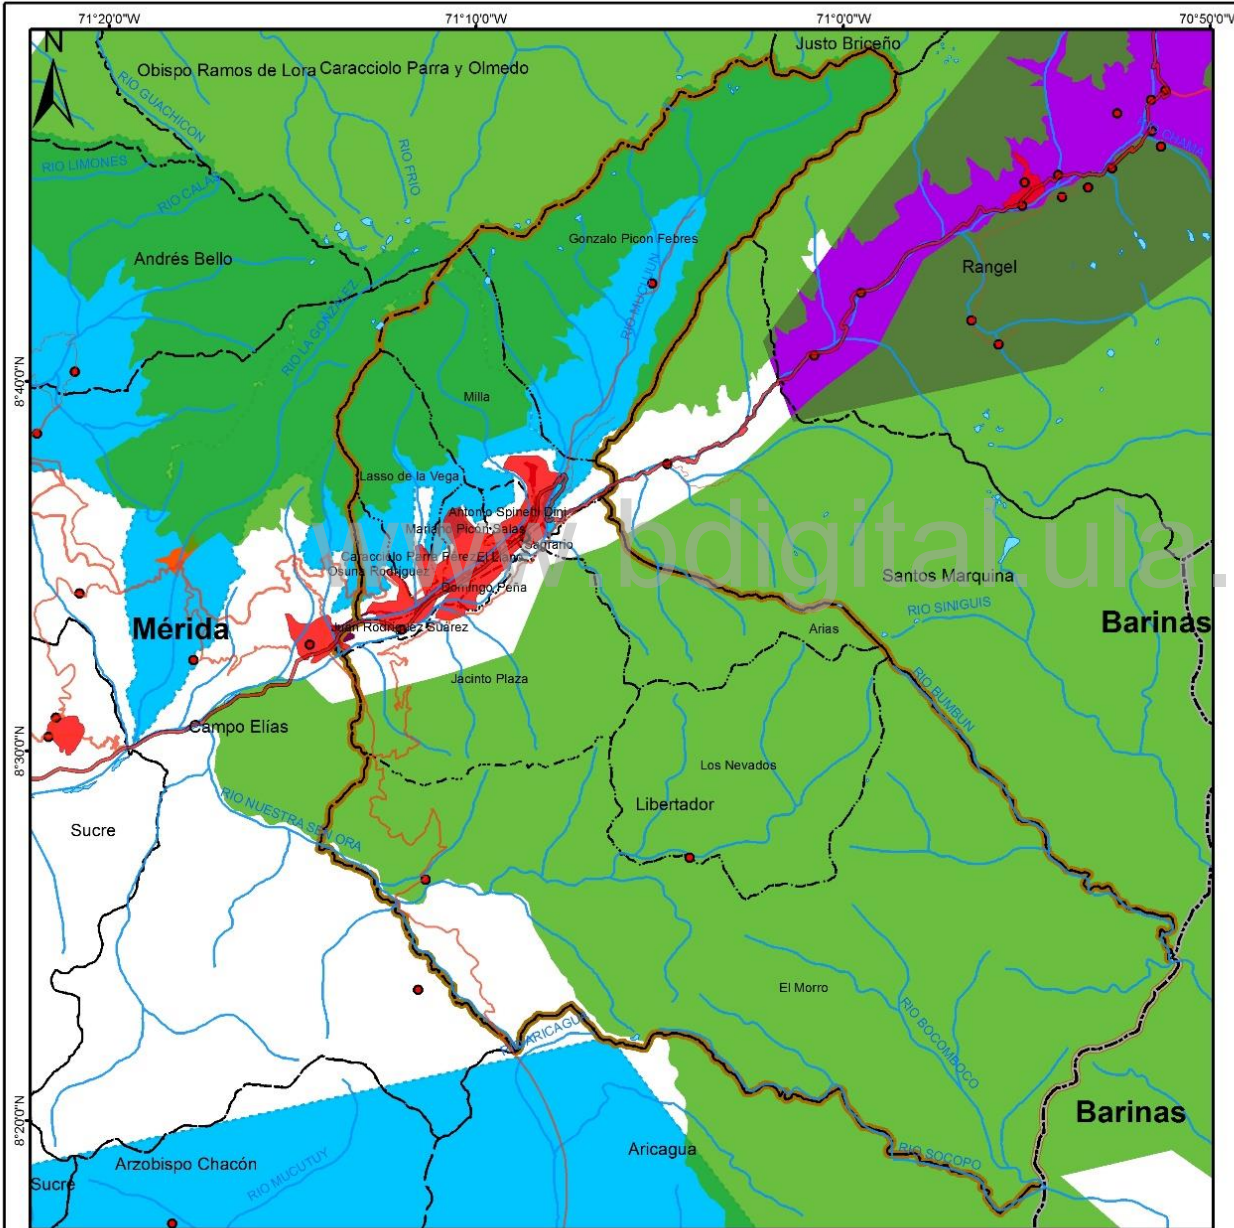 71°20'0"W
71°10'0"W
71°0'0"W
70°50'0"W
N
Justo Briceño
Obispo Ramos de Lora
Caracciolo Parra y Olmedo
RIO GUACHICON
RIO FRIO
RIO CHAMA
RIO LIMONES
RIO CALAO
Gonzalo Picon Febres
Andrés Bello
Rangel
RIO LA GONZALEZ
RIO MUCUJUN
8°40'0"N
Milla
Lasso de la Vega
Antonio Spinetti Dini
Mariano Picón Salas
Sagrario
Caracciolo Parra Pérez
El Llano
Osuna Rodríguez
Domingo Peña
www.bdigital.ula.
Santos Marquina
RIO SINIGUIS
Mérida
Juan Rodríguez Suárez
Arias
Barinas
Jacinto Plaza
RIO BUMBUN
Campo Elías
8°30'0"N
Los Nevados
RIO NUESTRA SEÑORA
Libertador
Sucre
El Morro
RIO BOCOMBOCO
RIO ARICAGUA
8°20'0"N
Barinas
Aricagua
RIO SOCOPO
Arzobispo Chacón
RIO MUCUTUY
Sucre